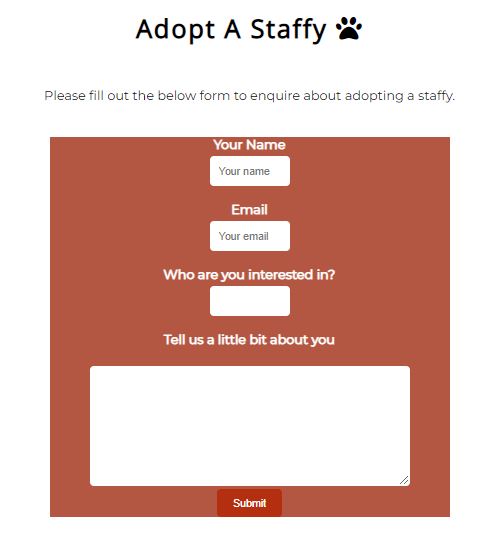 Adopt A Staffy
Please fill out the below form to enquire about adopting a staffy.
Your Name
Your name
Email
Your email
Who are you interested in?
Tell us a little bit about you
Submit